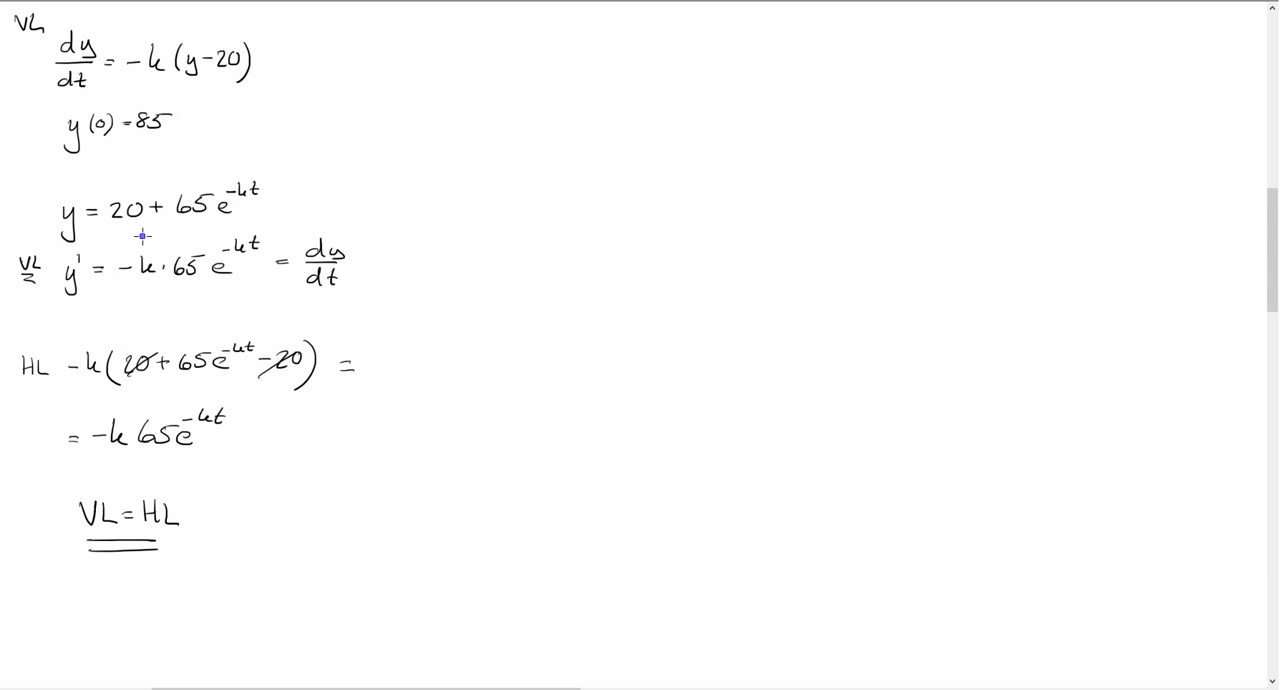 VL
dy/dt = -k(y-20)
y(0) = 85
y = 20 + 65e^{-kt}
VL y' = -k · 65e^{-kt} = dy/dt
HL -k(20 + 65e^{-kt} - 20) =
= -k 65e^{-kt}
VL = HL